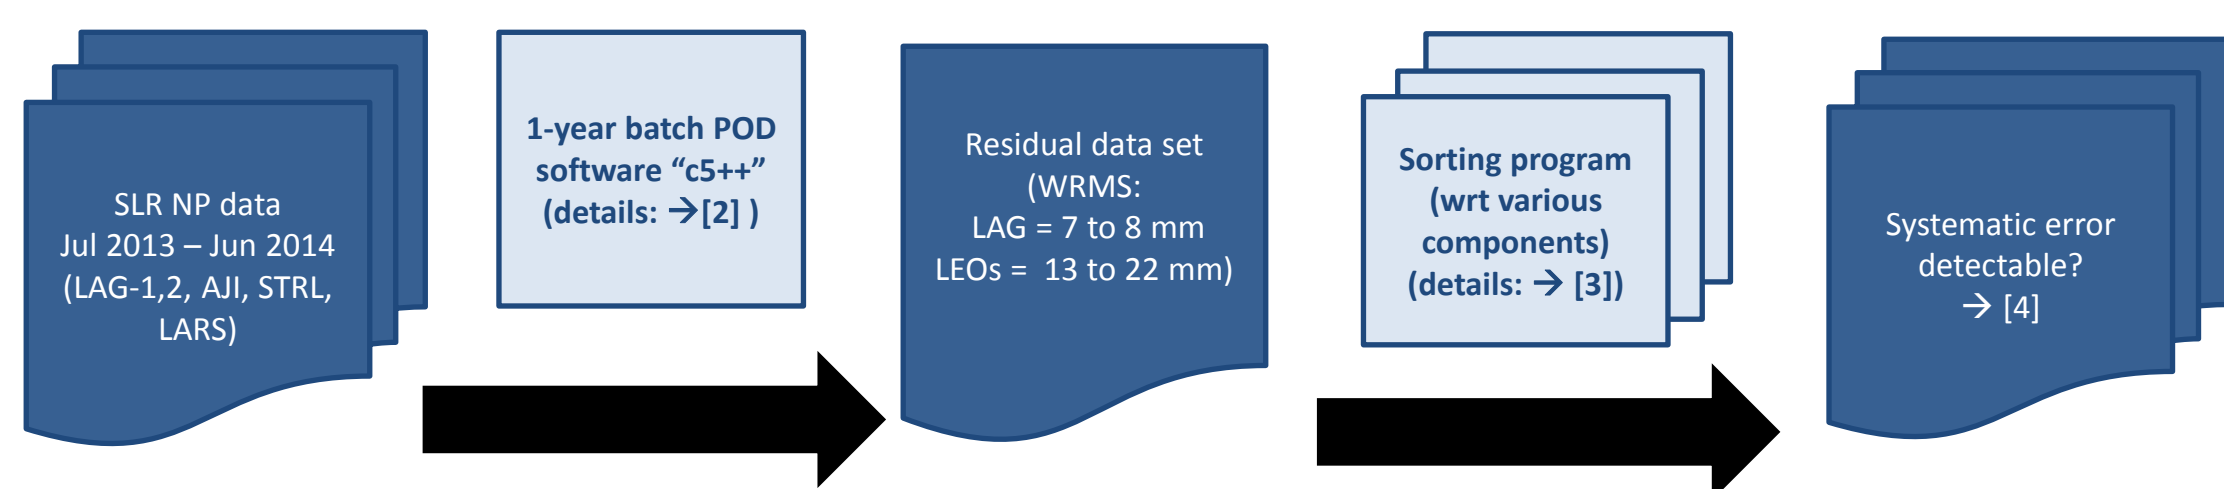 SLR NP data
Jul 2013 – Jun 2014
(LAG-1,2, AJI, STRL,
LARS)
1-year batch POD
software “c5++”
(details: →[2] )
Residual data set
(WRMS:
LAG = 7 to 8 mm
LEOs = 13 to 22 mm)
Sorting program
(wrt various
components)
(details: → [3])
Systematic error
detectable?
→ [4]